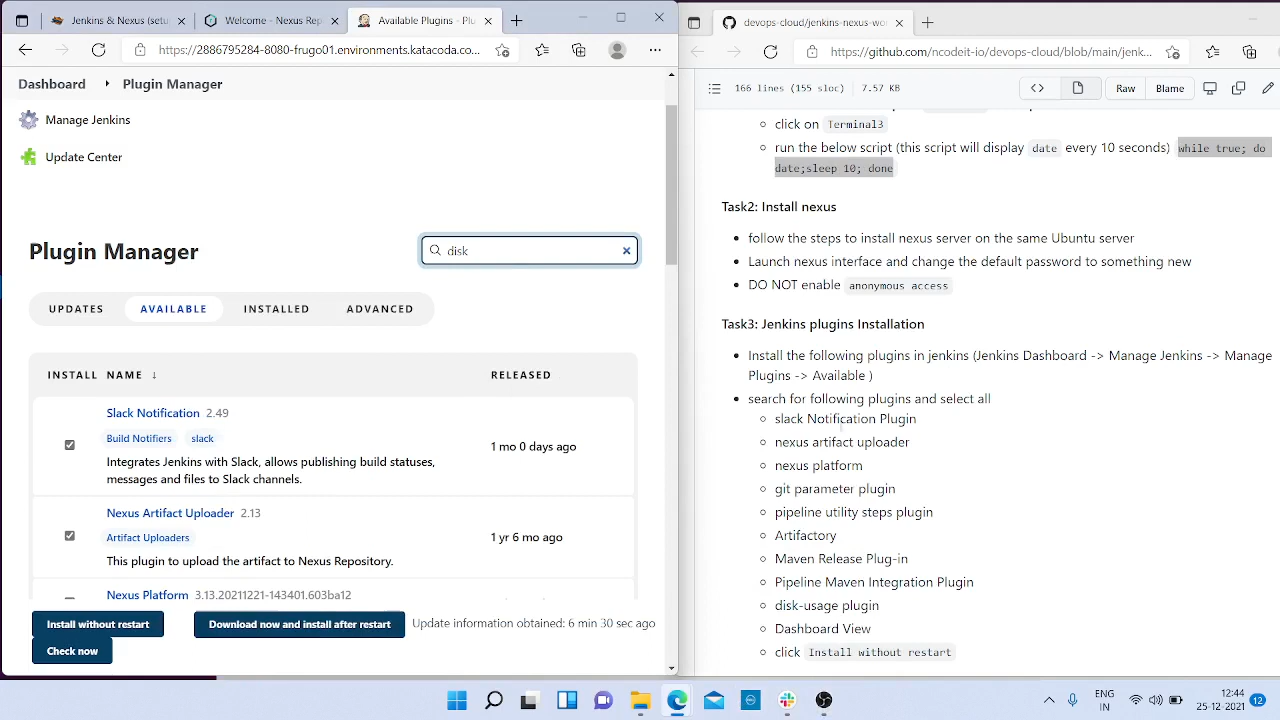 Jenkins & Nexus setu
Welcome - Nexus Rep
Available Plugins - Plu
https://2886795284-8080-frugo01.environments.katacoda.co...
Dashboard
Plugin Manager
Manage Jenkins
Update Center
Plugin Manager
disk
UPDATES
AVAILABLE
INSTALLED
ADVANCED
INSTALL NAME ↓
RELEASED
Slack Notification 2.49
Build Notifiers slack
1 mo 0 days ago
Integrates Jenkins with Slack, allows publishing build statuses,
messages and files to Slack channels.
Nexus Artifact Uploader 2.13
Artifact Uploaders
1 yr 6 mo ago
This plugin to upload the artifact to Nexus Repository.
Nexus Platform 3.13.20211221-143401.603ba12
Install without restart
Download now and install after restart
Update information obtained: 6 min 30 sec ago
Check now
devops-cloud/jenkins-nexus-wo
https://github.com/ncodeit-io/devops-cloud/blob/main/jenk...
166 lines (155 sloc) 7.57 KB
Raw
Blame
click on Terminal3
run the below script (this script will display date every 10 seconds) while true; do
date;sleep 10; done
Task2: Install nexus
follow the steps to install nexus server on the same Ubuntu server
Launch nexus interface and change the default password to something new
DO NOT enable anonymous access
Task3: Jenkins plugins Installation
Install the following plugins in jenkins (Jenkins Dashboard -> Manage Jenkins -> Manage
Plugins -> Available )
search for following plugins and select all
slack Notification Plugin
nexus artifact uploader
nexus platform
git parameter plugin
pipeline utility steps plugin
Artifactory
Maven Release Plug-in
Pipeline Maven Integration Plugin
disk-usage plugin
Dashboard View
click Install without restart
ENG
IN
12:44
25-12-2021
12